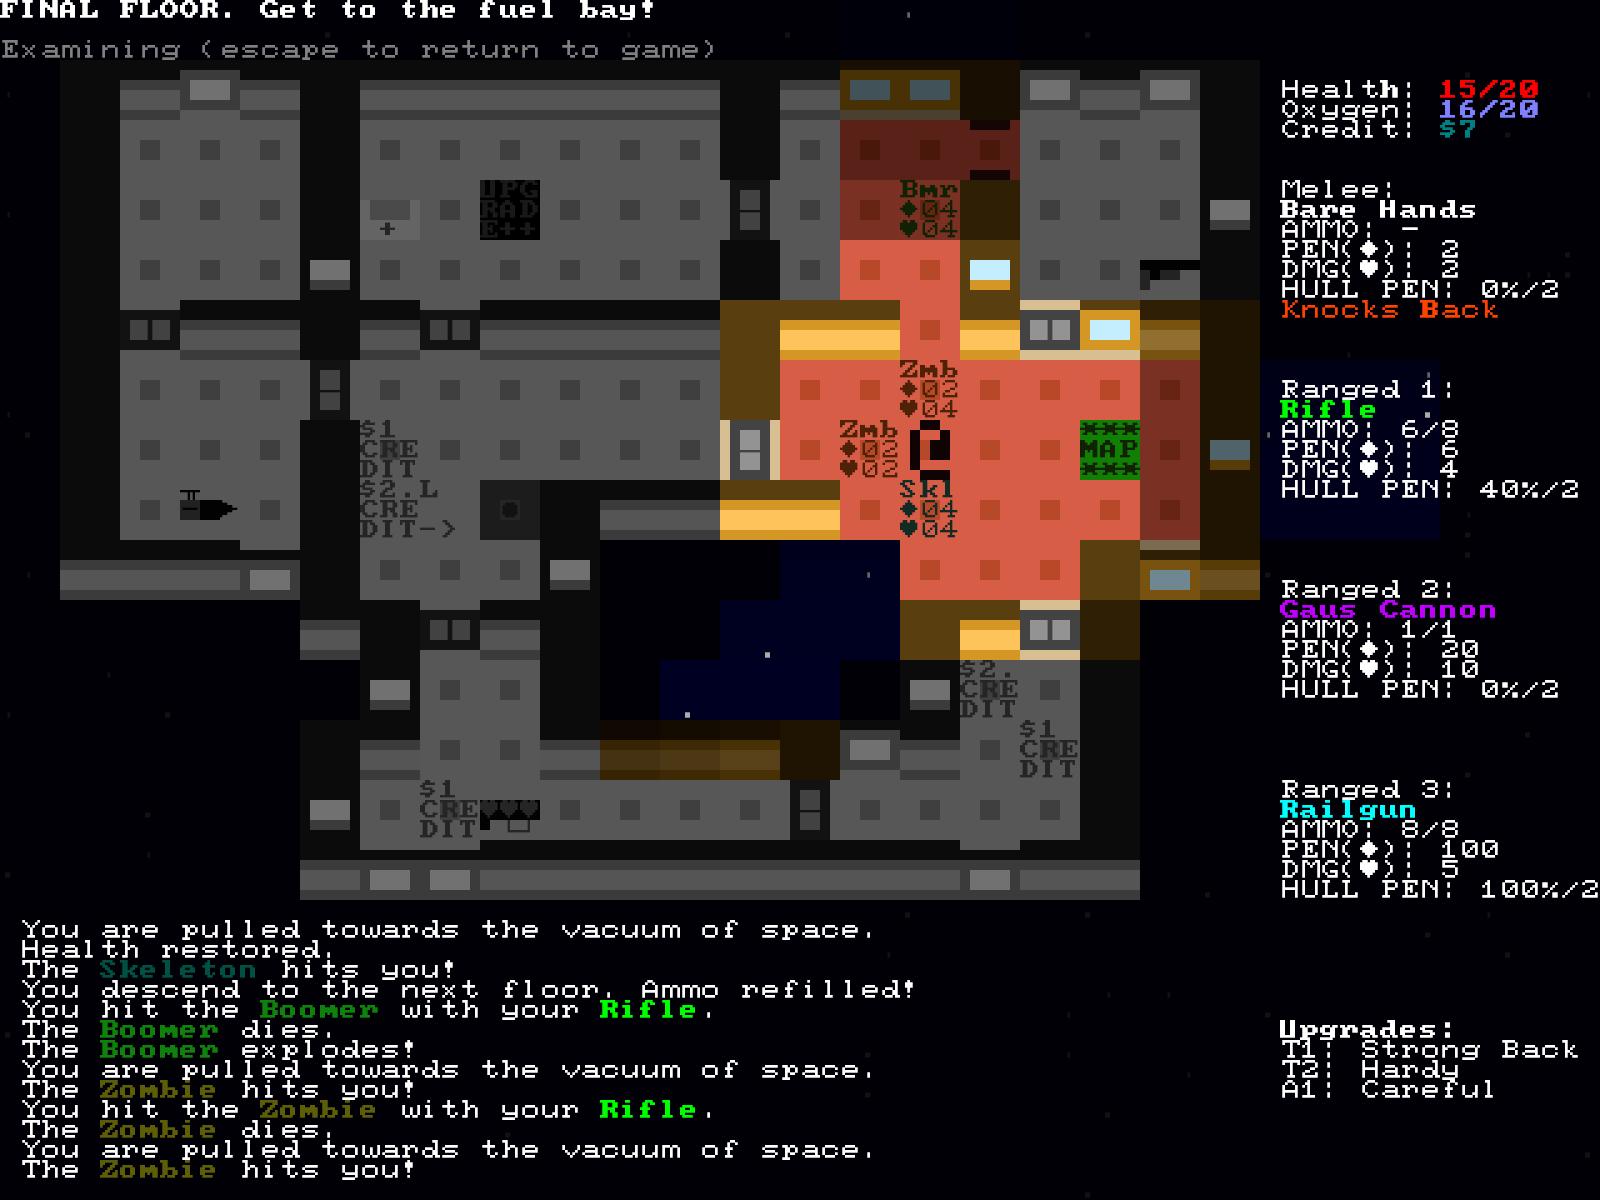 FINAL FLOOR. Get to the fuel bay!
Examining (escape to return to game)
Health: 15/20
Oxygen: 16/20
Credit: $7
UPG
RAD
E++
Bmr
04
04
Melee:
Bare Hands
AMMO: -
PEN(◆): 2
DMG(♥): 2
HULL PEN: 0%/2
Knocks Back
Zmb
02
04
Zmb
02
02
MAP
Skl
04
04
$1
CRE
DIT
$2.L
CRE
DIT->
Ranged 1:
Rifle
AMMO: 6/8
PEN(◆): 6
DMG(♥): 4
HULL PEN: 40%/2
Ranged 2:
Gaus Cannon
AMMO: 1/1
PEN(◆): 20
DMG(♥): 10
HULL PEN: 0%/2
$2.
CRE
DIT
$1
CRE
DIT
$1
CRE
DIT
Ranged 3:
Railgun
AMMO: 8/8
PEN(◆): 100
DMG(♥): 5
HULL PEN: 100%/2
You are pulled towards the vacuum of space.
Health restored.
The Skeleton hits you!
You descend to the next floor. Ammo refilled!
You hit the Boomer with your Rifle.
The Boomer dies.
The Boomer explodes!
You are pulled towards the vacuum of space.
The Zombie hits you!
You hit the Zombie with your Rifle.
The Zombie dies.
You are pulled towards the vacuum of space.
The Zombie hits you!
Upgrades:
T1: Strong Back
T2: Hardy
A1: Careful